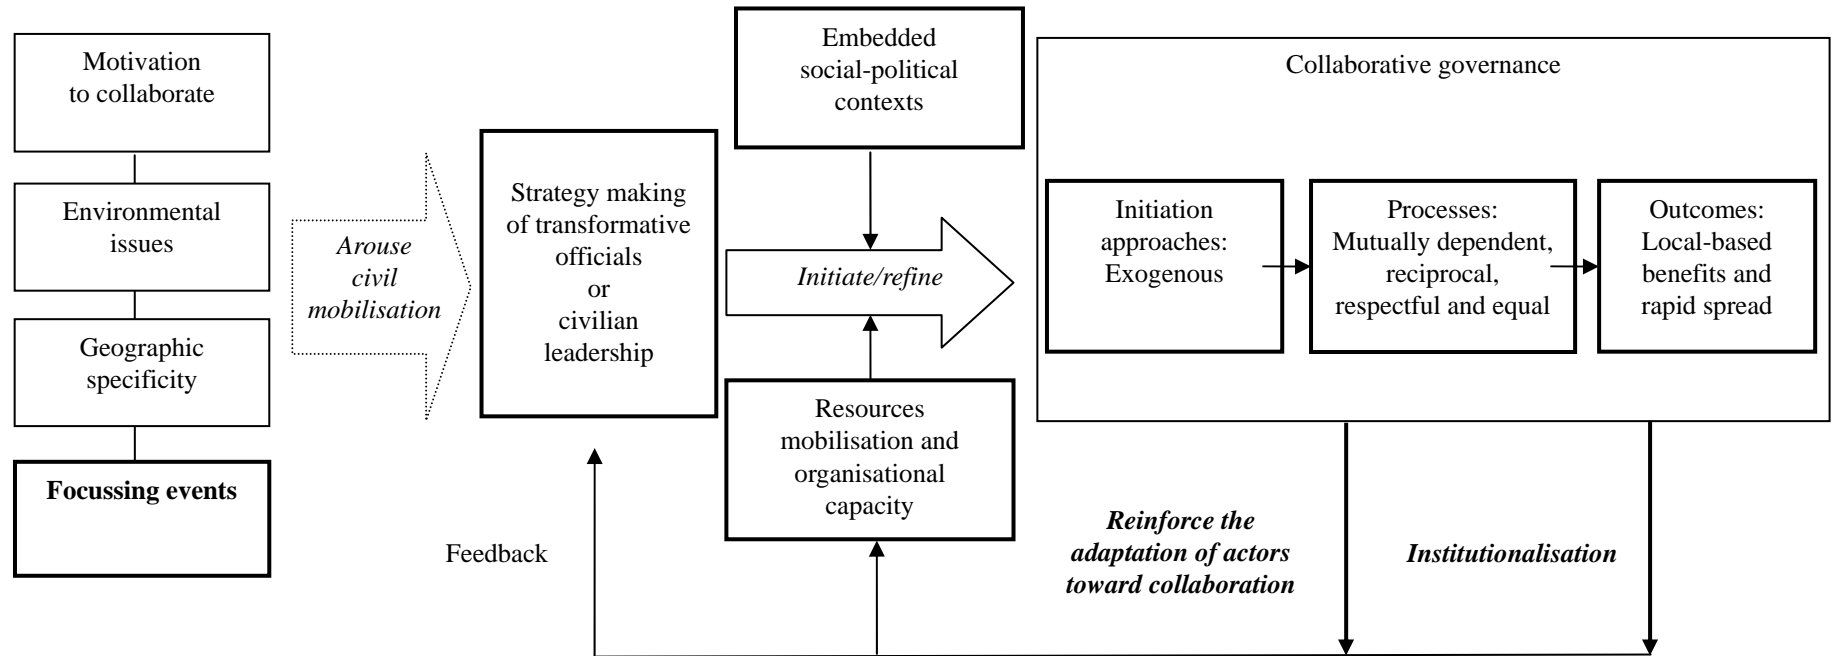 Motivation
to collaborate
Environmental
issues
Geographic
specificity
Focussing events
Arouse
civil
mobilisation
Strategy making
of transformative
officials
or
civilian
leadership
Embedded
social-political
contexts
Initiate/refine
Resources
mobilisation and
organisational
capacity
Collaborative governance
Initiation
approaches:
Exogenous
Processes:
Mutually dependent,
reciprocal,
respectful and equal
Outcomes:
Local-based
benefits and
rapid spread
Feedback
Reinforce the
adaptation of actors
toward collaboration
Institutionalisation